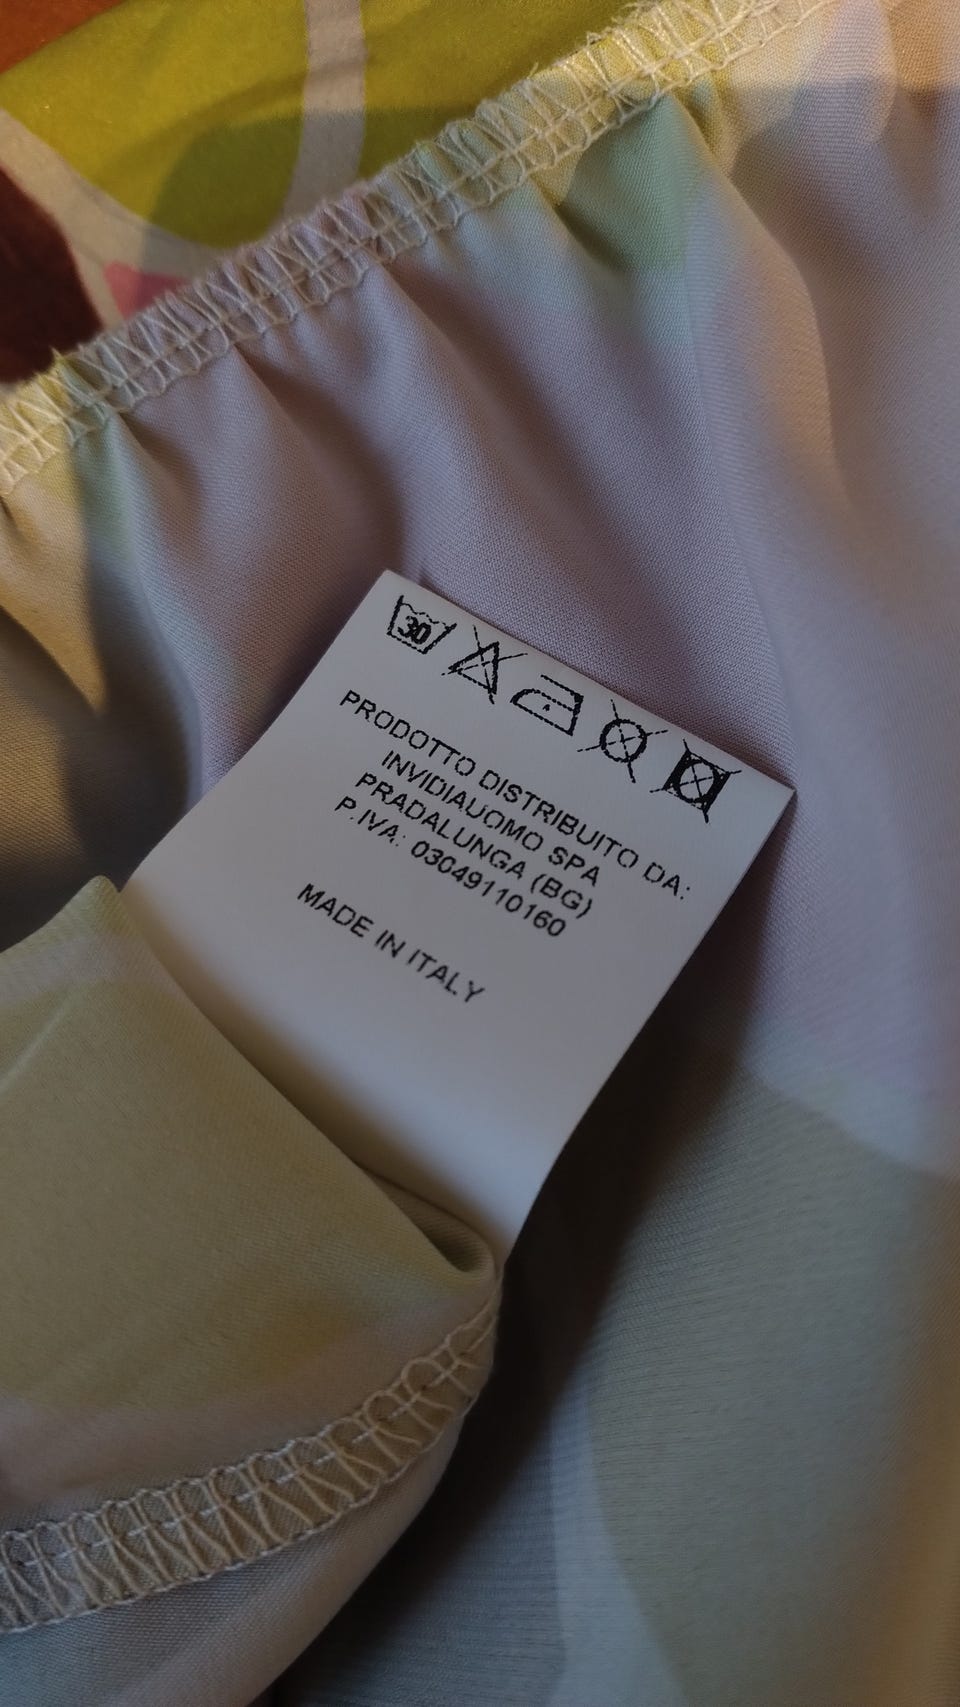 30
PRODOTTO DISTRIBUITO DA:
INVIDIAUOMO SPA
PRADALUNGA (BG)
P.IVA: 03049110160
MADE IN ITALY